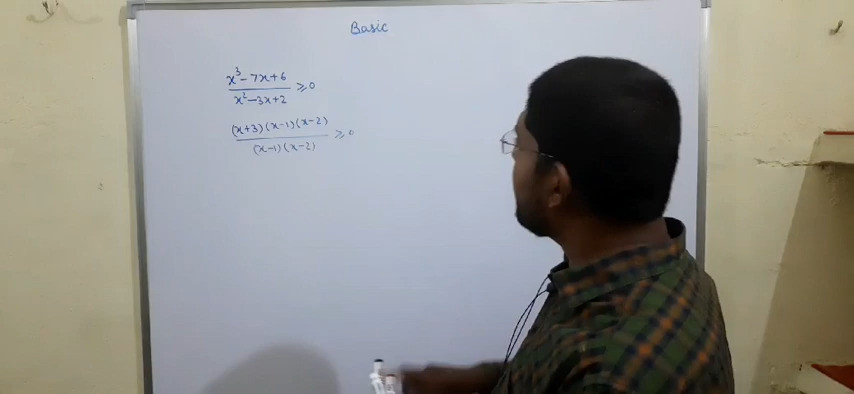 Basic
x³-7x+6
x²-3x+2 ≥0
(x+3)(x-1)(x-2)
(x-1)(x-2) ≥0